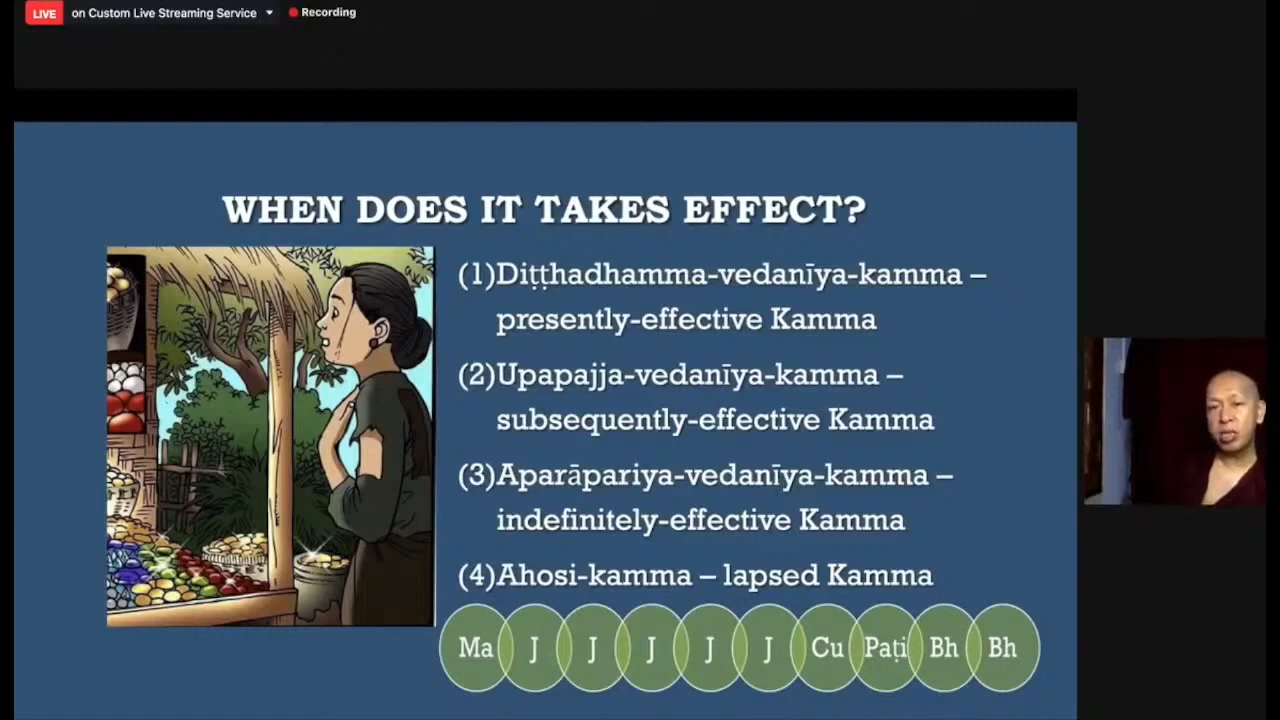 LIVE on Custom Live Streaming Service Recording
WHEN DOES IT TAKES EFFECT?
(1)Diṭṭhadhamma-vedanīya-kamma –
presently-effective Kamma
(2)Upapajja-vedanīya-kamma –
subsequently-effective Kamma
(3)Aparāpariya-vedanīya-kamma –
indefinitely-effective Kamma
(4)Ahosi-kamma – lapsed Kamma
Ma J J J J J Cu Paṭi Bh Bh